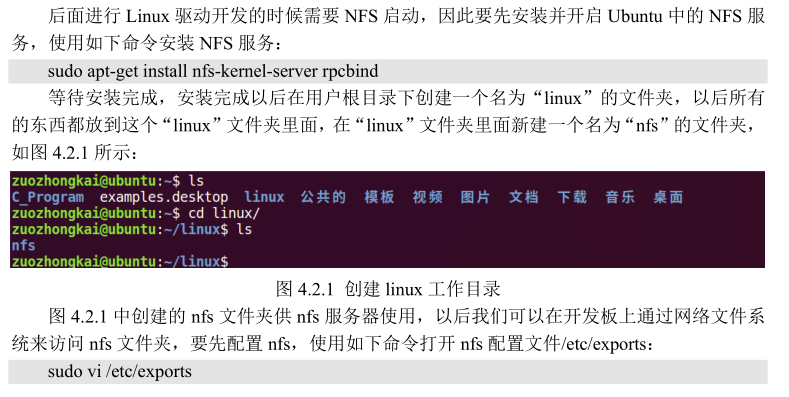 后面进行 Linux 驱动开发的时候需要 NFS 启动，因此要先安装并开启 Ubuntu 中的 NFS 服
务，使用如下命令安装 NFS 服务：
sudo apt-get install nfs-kernel-server rpcbind
等待安装完成，安装完成以后在用户根目录下创建一个名为“linux”的文件夹，以后所有
的东西都放到这个“linux”文件夹里面，在“linux”文件夹里面新建一个名为“nfs”的文件夹，
如图 4.2.1 所示：
zuozhongkai@ubuntu:~$ ls
C_Program examples.desktop linux 公共的 模板 视频 图片 文档 下载 音乐 桌面
zuozhongkai@ubuntu:~$ cd linux/
zuozhongkai@ubuntu:~/linux$ ls
nfs
zuozhongkai@ubuntu:~/linux$
图 4.2.1 创建 linux 工作目录
图 4.2.1 中创建的 nfs 文件夹供 nfs 服务器使用，以后我们可以在开发板上通过网络文件系
统来访问 nfs 文件夹，要先配置 nfs，使用如下命令打开 nfs 配置文件/etc/exports：
sudo vi /etc/exports